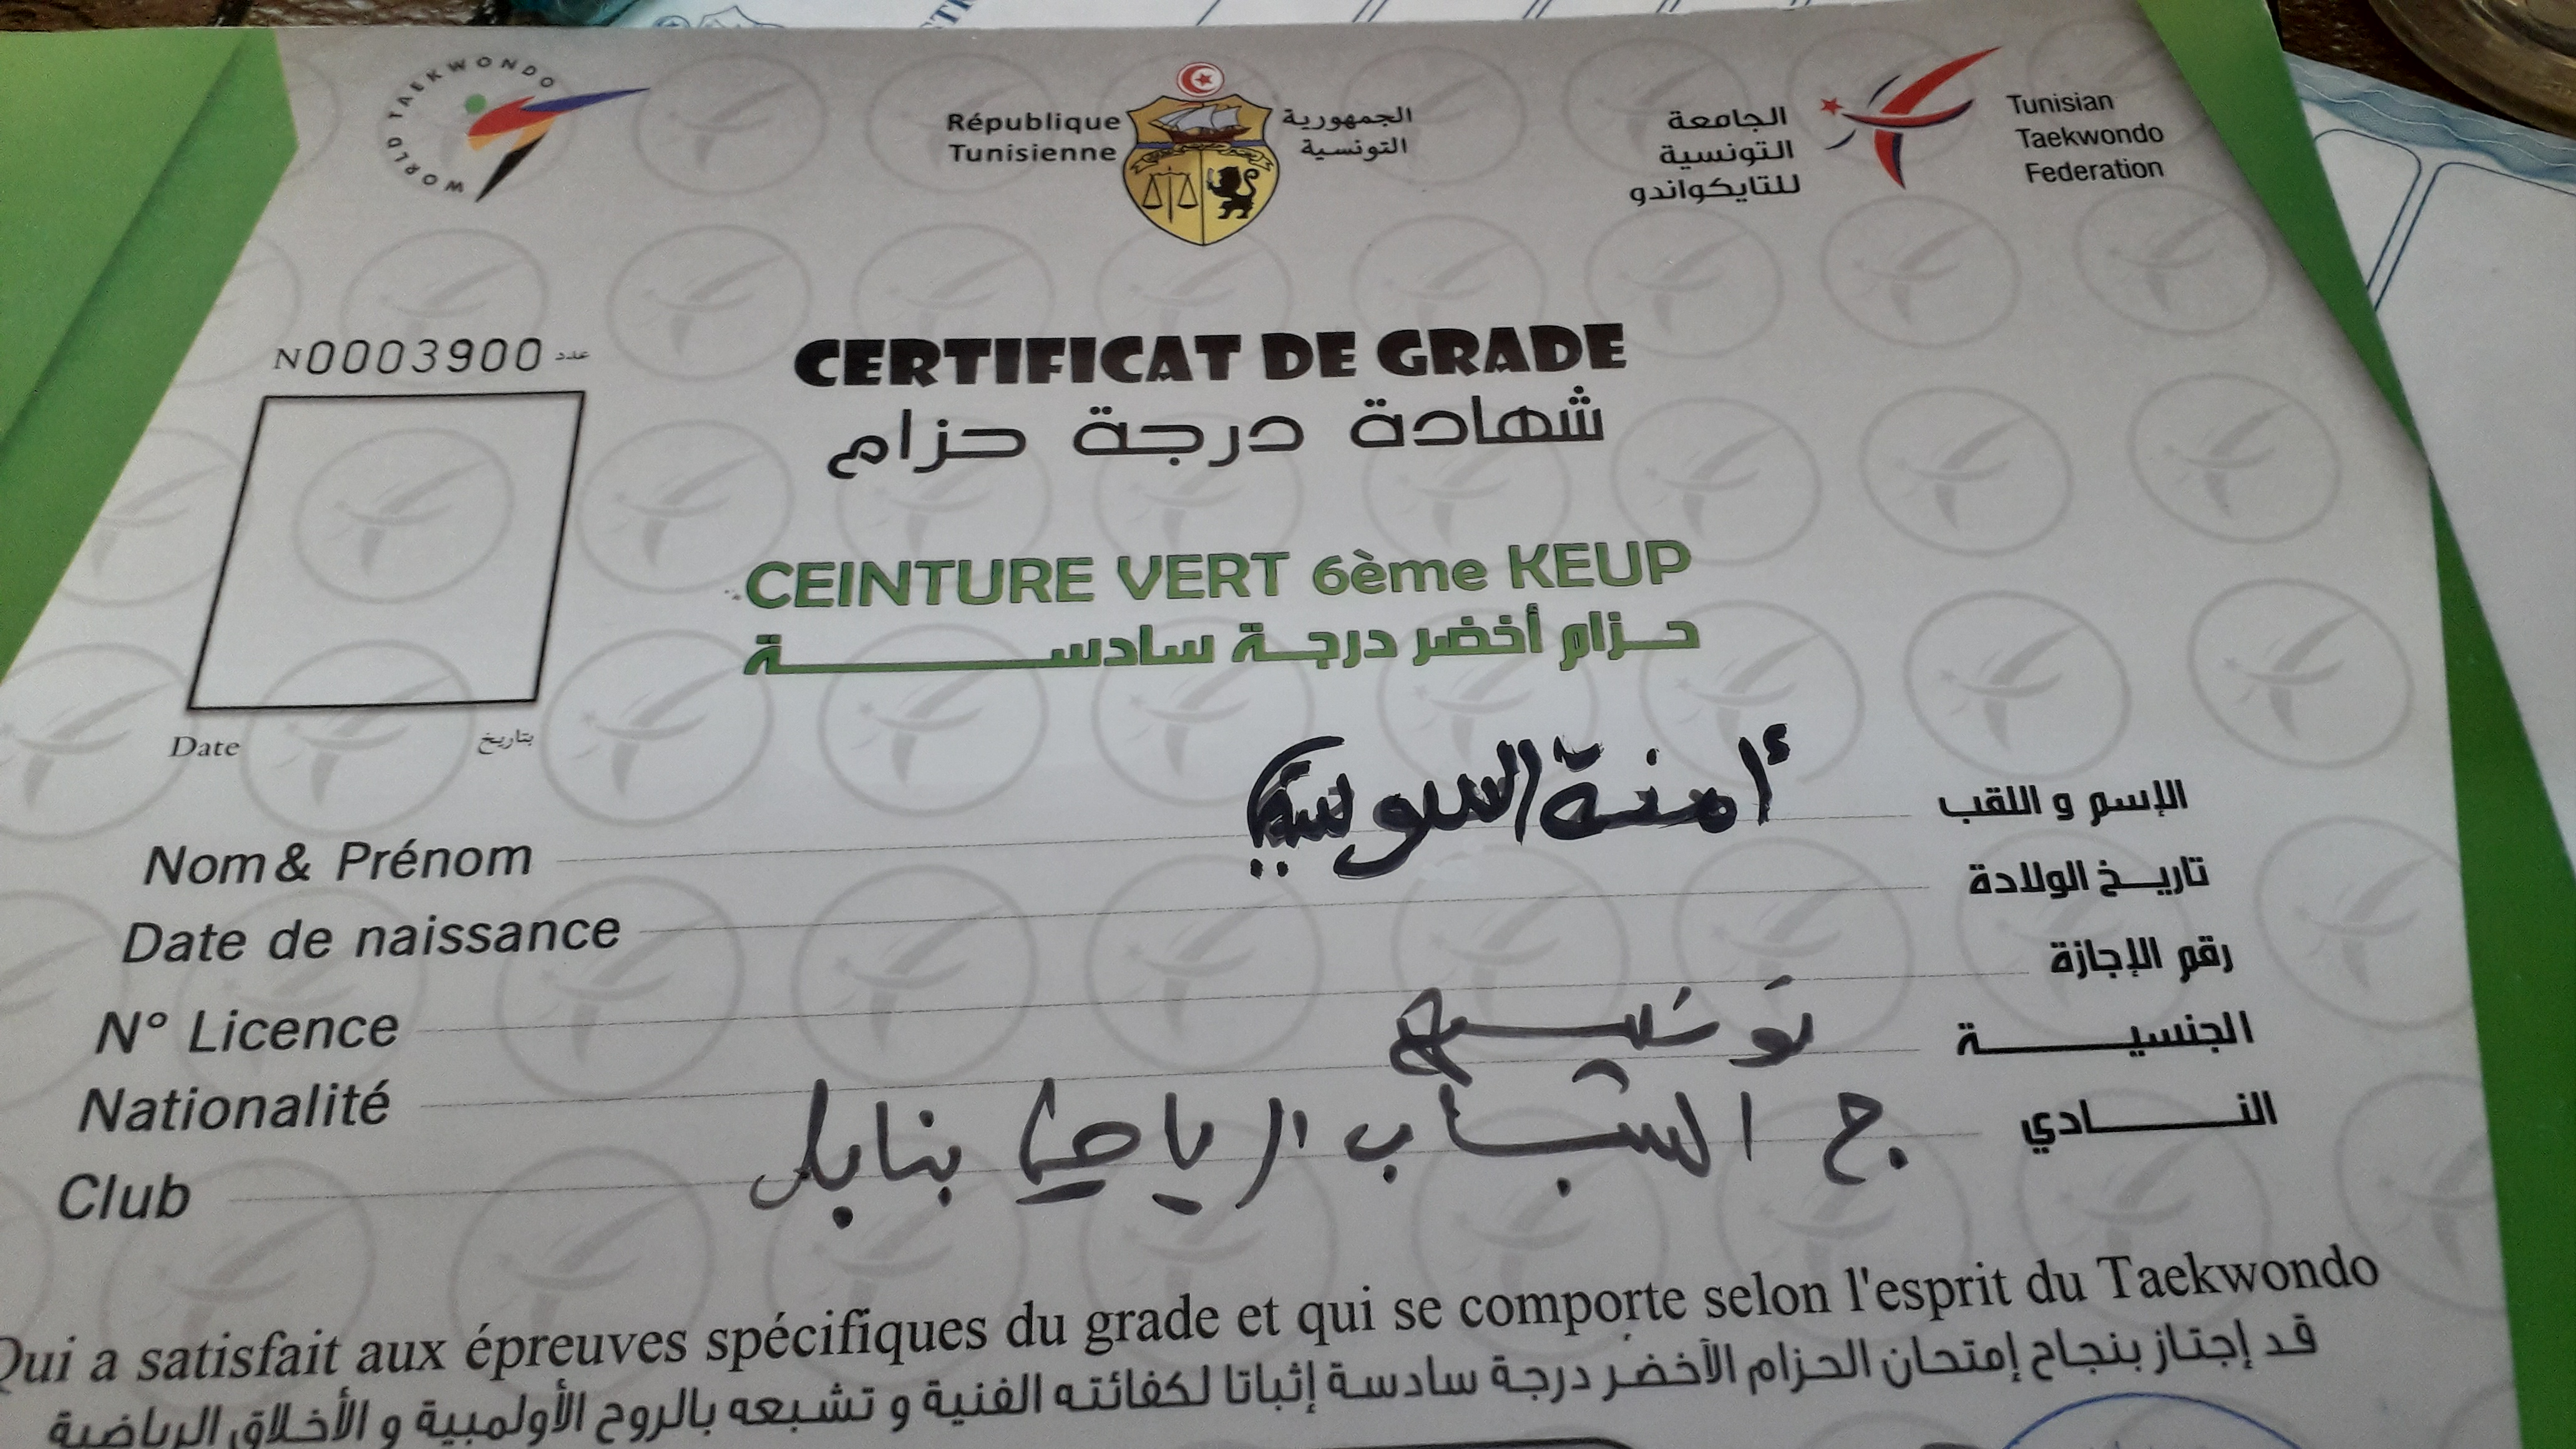 WORLD TAEKWONDO
République
Tunisienne
الجمهورية
التونسية
الجامعة
التونسية
للتايكواندو
Tunisian
Taekwondo
Federation
N0003900 عدد
CERTIFICAT DE GRADE
شهادة درجة حزام
CEINTURE VERT 6ème KEUP
حزام أخضر درجة سادسة
Date بتاريخ
Nom & Prénom أمنة السويسي الإسم و اللقب
Date de naissance تاريخ الولادة
N° Licence رقم الإجازة
Nationalité تونسية الجنسية
Club ج الشباب الرياضي بنابل النادي
Qui a satisfait aux épreuves spécifiques du grade et qui se comporte selon l'esprit du Taekwondo
قد إجتاز بنجاح إمتحان الحزام الأخضر درجة سادسة إثباتا لكفائته الفنية و تشبعه بالروح الأولمبية و الأخلاق الرياضية